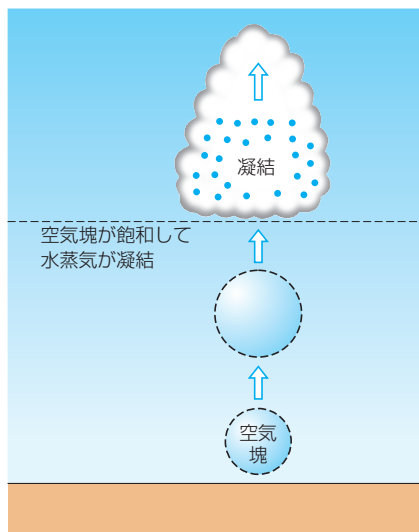 凝結
空気塊が飽和して
水蒸気が凝結
空気
塊